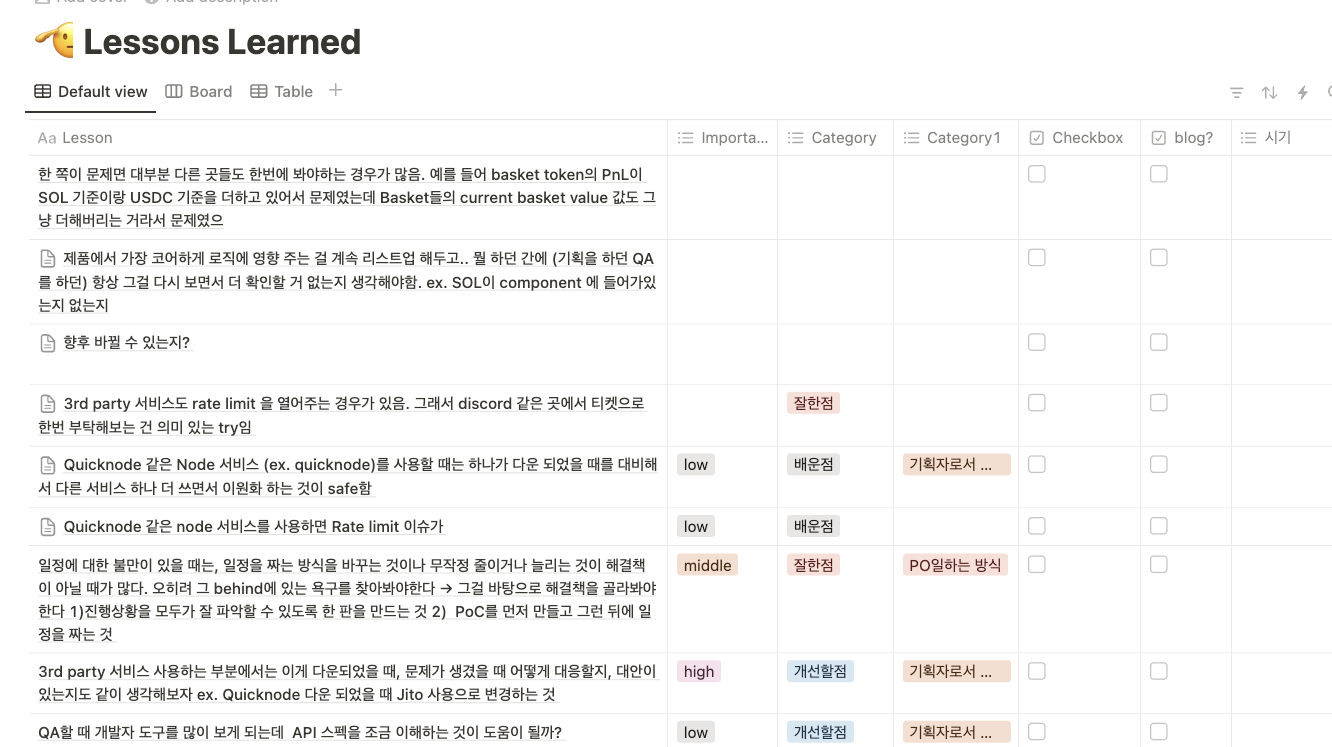 Add cover Add description
Lessons Learned
Default view Board Table
Aa Lesson Importa... Category Category1 Checkbox blog? 시기
한 쪽이 문제면 대부분 다른 곳들도 한번에 봐야하는 경우가 많음. 예를 들어 basket token의 PnL이
SOL 기준이랑 USDC 기준을 더하고 있어서 문제였는데 Basket들의 current basket value 값도 그
냥 더해버리는 거라서 문제였으
제품에서 가장 코어하게 로직에 영향 주는 걸 계속 리스트업 해두고.. 뭘 하던 간에 (기획을 하던 QA
를 하던) 항상 그걸 다시 보면서 더 확인할 거 없는지 생각해야함. ex. SOL이 component 에 들어가있
는지 없는지
향후 바뀔 수 있는지?
3rd party 서비스도 rate limit 을 열어주는 경우가 있음. 그래서 discord 같은 곳에서 티켓으로
한번 부탁해보는 건 의미 있는 try임
잘한점
Quicknode 같은 Node 서비스 (ex. quicknode)를 사용할 때는 하나가 다운 되었을 때를 대비해
서 다른 서비스 하나 더 쓰면서 이원화 하는 것이 safe함
low 배운점 기획자로서 ...
Quicknode 같은 node 서비스를 사용하면 Rate limit 이슈가
low 배운점
일정에 대한 불만이 있을 때는, 일정을 짜는 방식을 바꾸는 것이나 무작정 줄이거나 늘리는 것이 해결책
이 아닐 때가 많다. 오히려 그 behind에 있는 욕구를 찾아봐야한다 → 그걸 바탕으로 해결책을 골라봐야
한다 1)진행상황을 모두가 잘 파악할 수 있도록 한 판을 만드는 것 2) PoC를 먼저 만들고 그런 뒤에 일
정을 짜는 것
middle 잘한점 PO일하는 방식
3rd party 서비스 사용하는 부분에서는 이게 다운되었을 때, 문제가 생겼을 때 어떻게 대응할지, 대안이
있는지도 같이 생각해보자 ex. Quicknode 다운 되었을 때 Jito 사용으로 변경하는 것
high 개선할점 기획자로서 ...
QA할 때 개발자 도구를 많이 보게 되는데 API 스펙을 조금 이해하는 것이 도움이 될까?
low 개선할점 기획자로서 ...